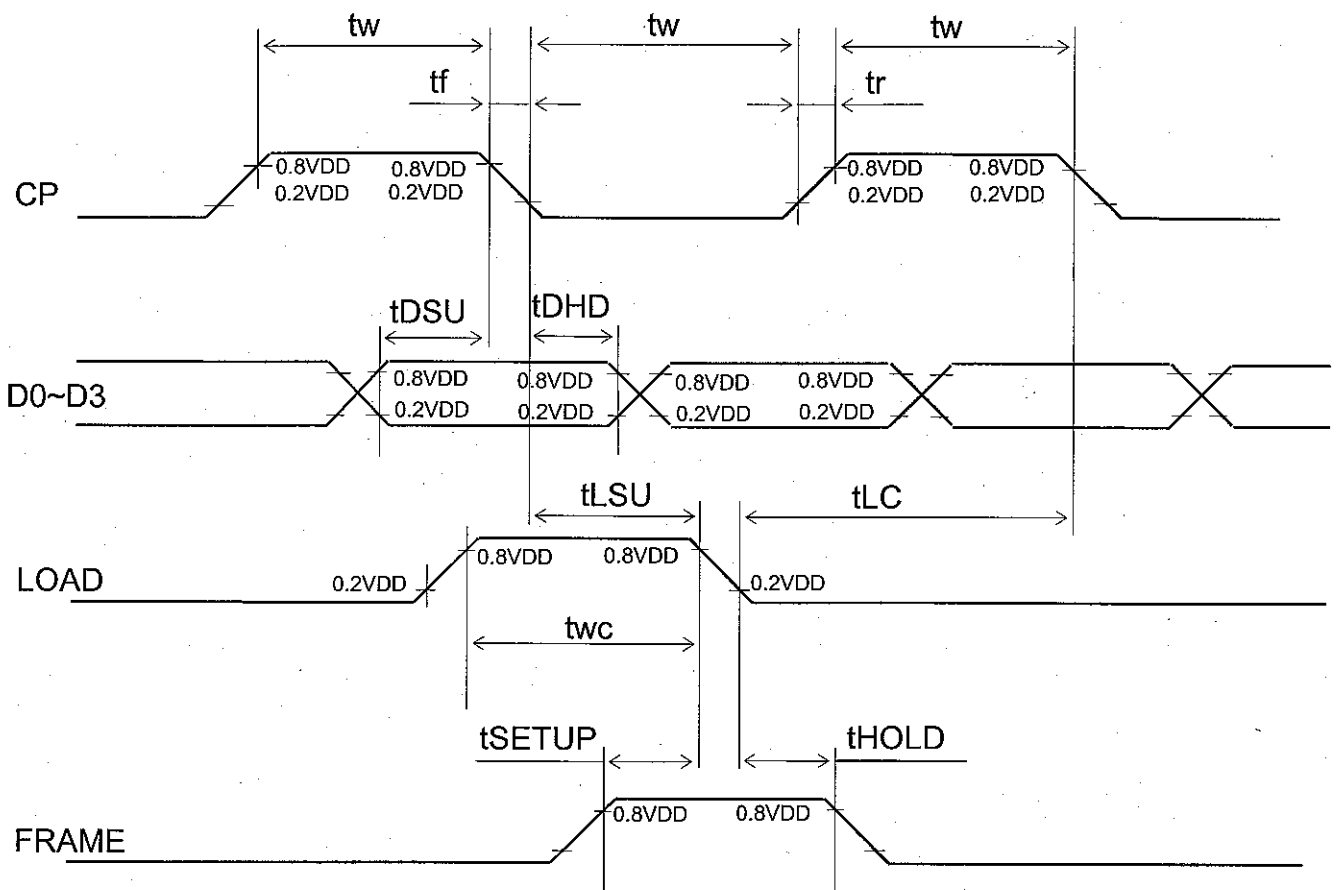 tw tw tw
tf tr
CP
0.8VDD 0.8VDD 0.8VDD 0.8VDD
0.2VDD 0.2VDD 0.2VDD 0.2VDD
tDSU tDHD
D0~D3
0.8VDD 0.8VDD 0.8VDD 0.8VDD
0.2VDD 0.2VDD 0.2VDD 0.2VDD
tLSU tLC
0.8VDD 0.8VDD
LOAD 0.2VDD 0.2VDD
twc
tSETUP tHOLD
0.8VDD 0.8VDD
FRAME